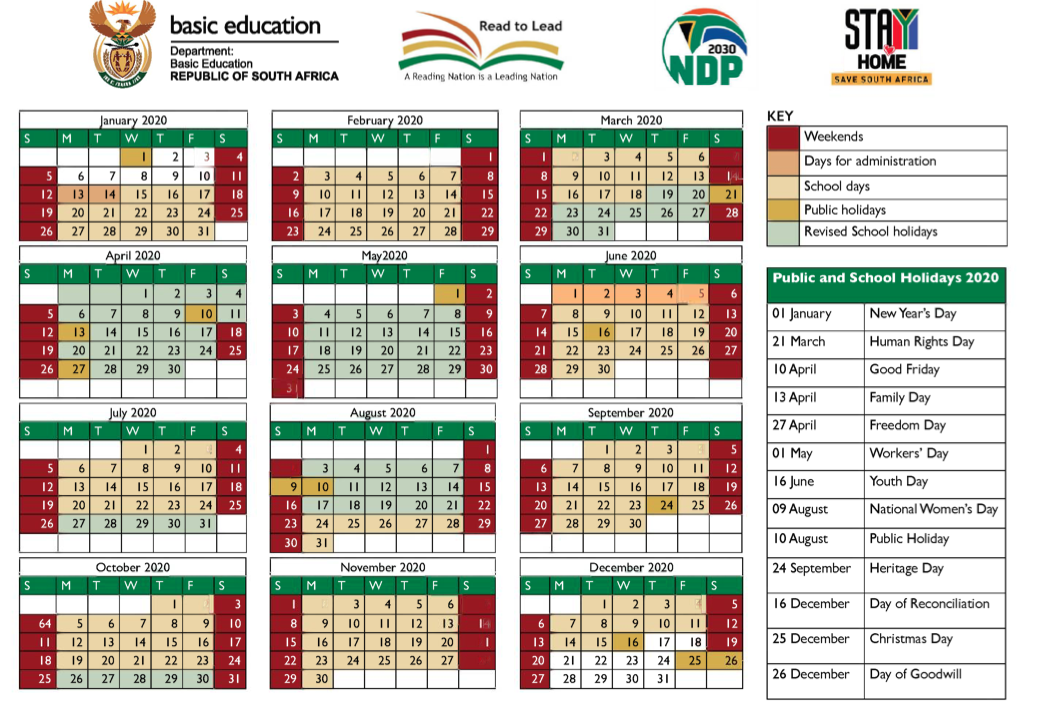 basic education
Department:
Basic Education
REPUBLIC OF SOUTH AFRICA
Read to Lead
A Reading Nation is a Leading Nation
2030
NDP
STAY
HOME
SAVE SOUTH AFRICA
January 2020
S M T W T F S
1 2 3 4
5 6 7 8 9 10 11
12 13 14 15 16 17 18
19 20 21 22 23 24 25
26 27 28 29 30 31
February 2020
S M T W T F S
1
2 3 4 5 6 7 8
9 10 11 12 13 14 15
16 17 18 19 20 21 22
23 24 25 26 27 28 29
March 2020
S M T W T F S
1 2 3 4 5 6
8 9 10 11 12 13
15 16 17 18 19 20 21
22 23 24 25 26 27 28
29 30 31
KEY
Weekends
Days for administration
School days
Public holidays
Revised School holidays
April 2020
S M T W T F S
1 2 3 4
5 6 7 8 9 10 11
12 13 14 15 16 17 18
19 20 21 22 23 24 25
26 27 28 29 30
May2020
S M T W T F S
1 2
3 4 5 6 7 8 9
10 11 12 13 14 15 16
17 18 19 20 21 22 23
24 25 26 27 28 29 30
31
June 2020
S M T W T F S
1 2 3 4 5 6
7 8 9 10 11 12 13
14 15 16 17 18 19 20
21 22 23 24 25 26 27
28 29 30
July 2020
S M T W T F S
1 2 4
5 6 7 8 9 10 11
12 13 14 15 16 17 18
19 20 21 22 23 24 25
26 27 28 29 30 31
August 2020
S M T W T F S
1
3 4 5 6 7 8
9 10 11 12 13 14 15
16 17 18 19 20 21 22
23 24 25 26 27 28 29
30 31
September 2020
S M T W T F S
1 2 3 5
6 7 8 9 10 11 12
13 14 15 16 17 18 19
20 21 22 23 24 25 26
27 28 29 30
October 2020
S M T W T F S
1 3
64 5 6 7 8 9 10
11 12 13 14 15 16 17
18 19 20 21 22 23 24
25 26 27 28 29 30 31
November 2020
S M T W T F S
1 3 4 5 6
8 9 10 11 12 13
15 16 17 18 19 20 1
22 23 24 25 26 27
29 30
December 2020
S M T W T F S
1 2 3 5
6 7 8 9 10 11 12
13 14 15 16 17 18 19
20 21 22 23 24 25 26
27 28 29 30 31
Public and School Holidays 2020
01 January New Year's Day
21 March Human Rights Day
10 April Good Friday
13 April Family Day
27 April Freedom Day
01 May Workers' Day
16 June Youth Day
09 August National Women's Day
10 August Public Holiday
24 September Heritage Day
16 December Day of Reconciliation
25 December Christmas Day
26 December Day of Goodwill